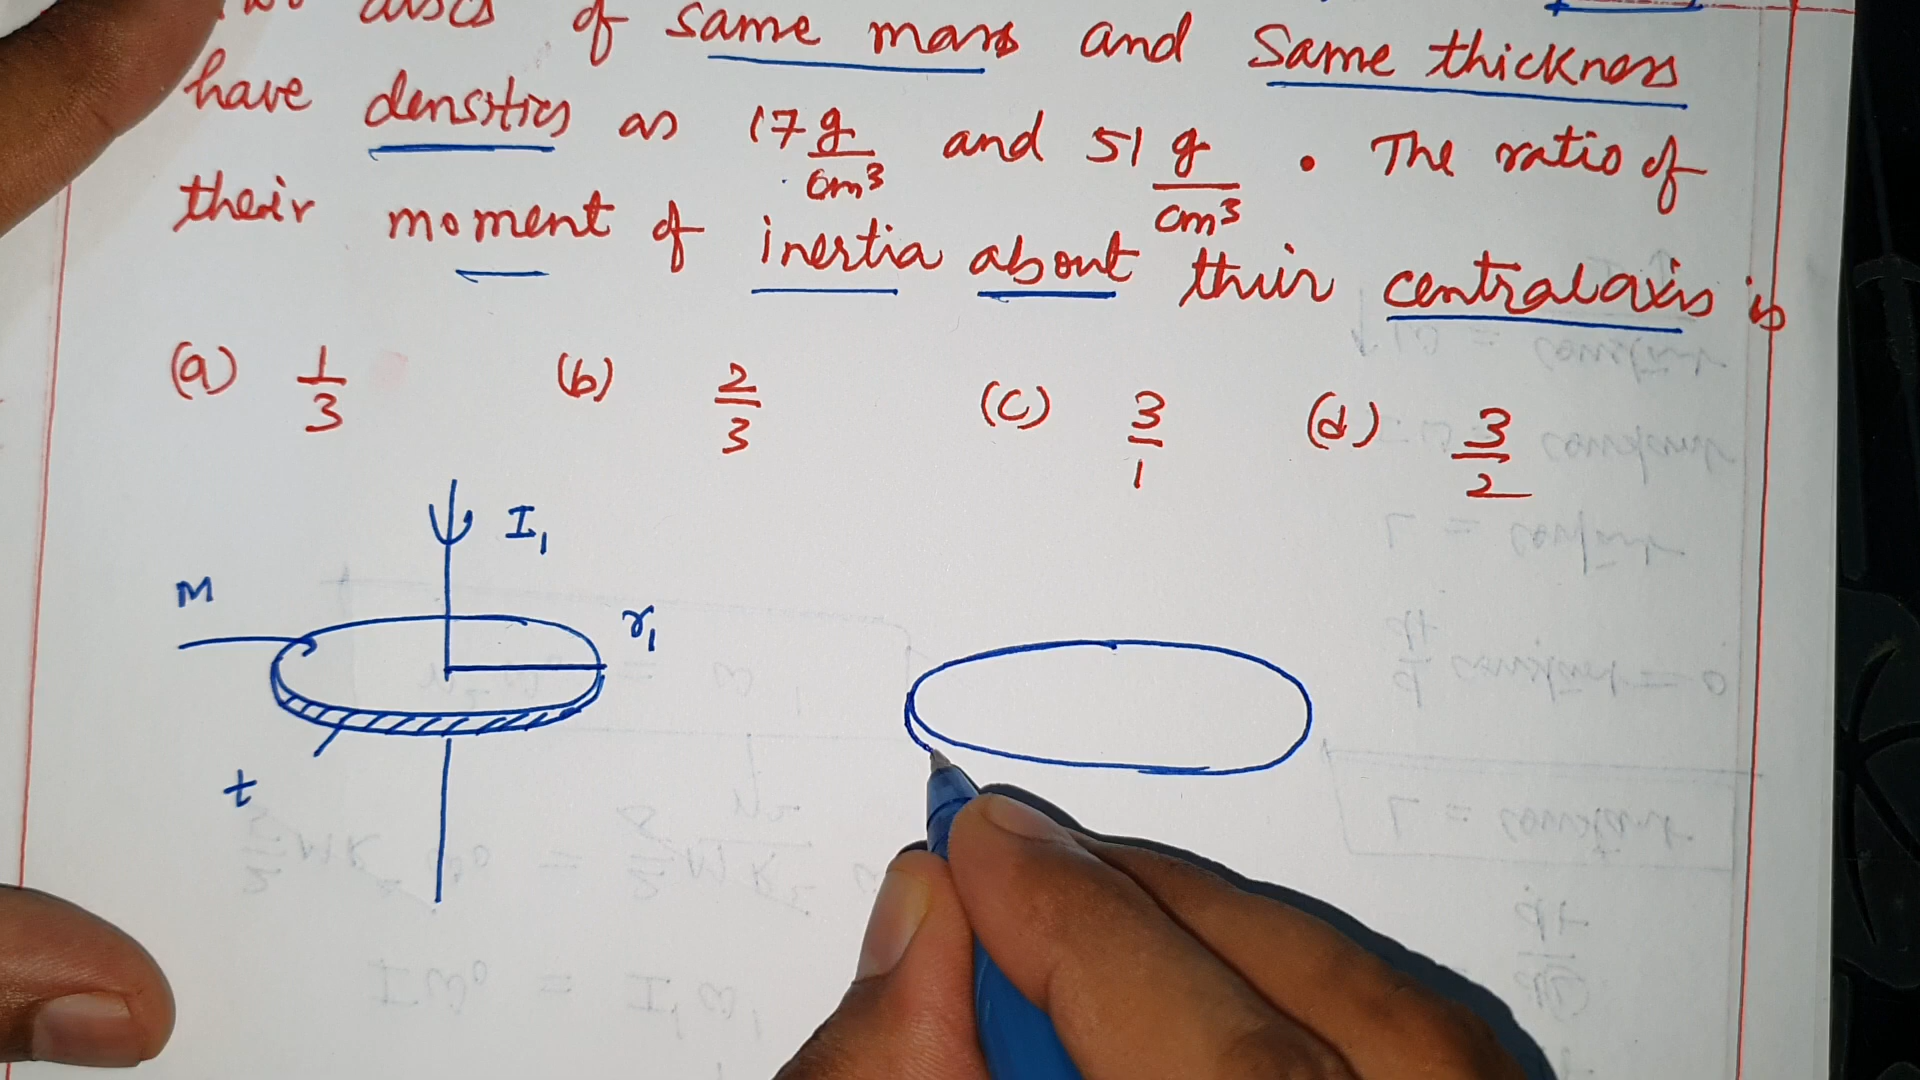 discs of same mass and Same thickness
have densities as 17 g/cm³ and 51 g/cm³ . The ratio of
their moment of inertia about their central axis is
(a) 1/3 (b) 2/3 (c) 3/1 (d) 3/2
I₁
M
r₁
t